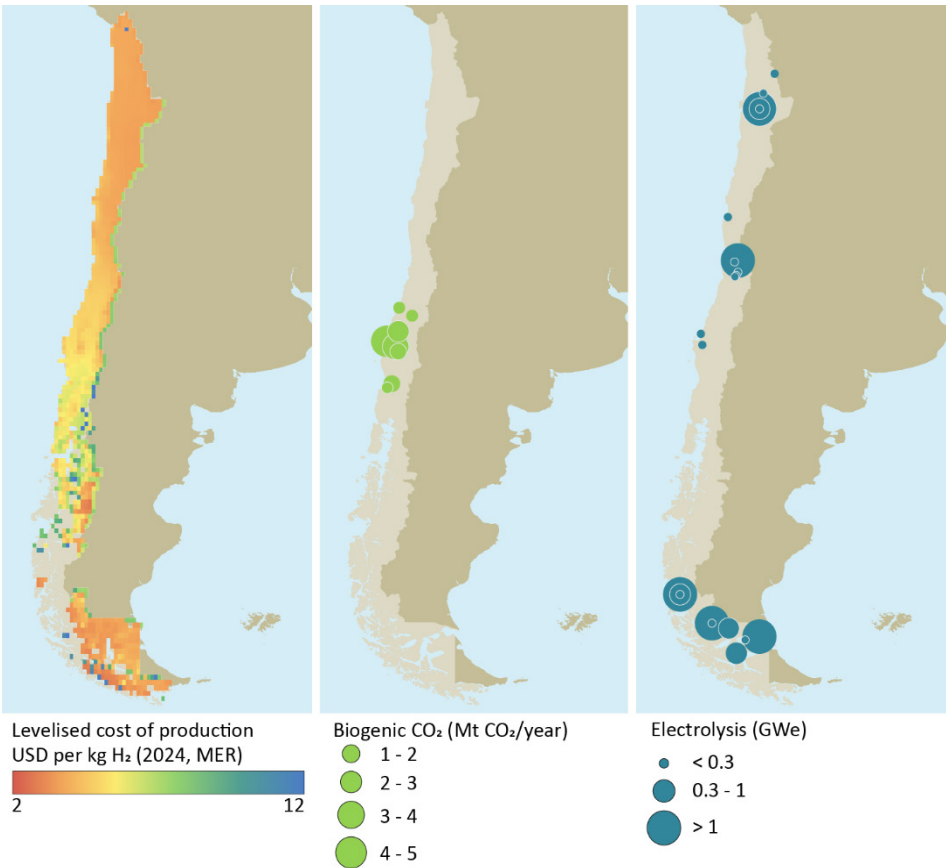 Levelised cost of production
USD per kg H₂ (2024, MER)
2
12
Biogenic CO₂ (Mt CO₂/year)
1 - 2
2 - 3
3 - 4
4 - 5
Electrolysis (GWe)
< 0.3
0.3 - 1
> 1